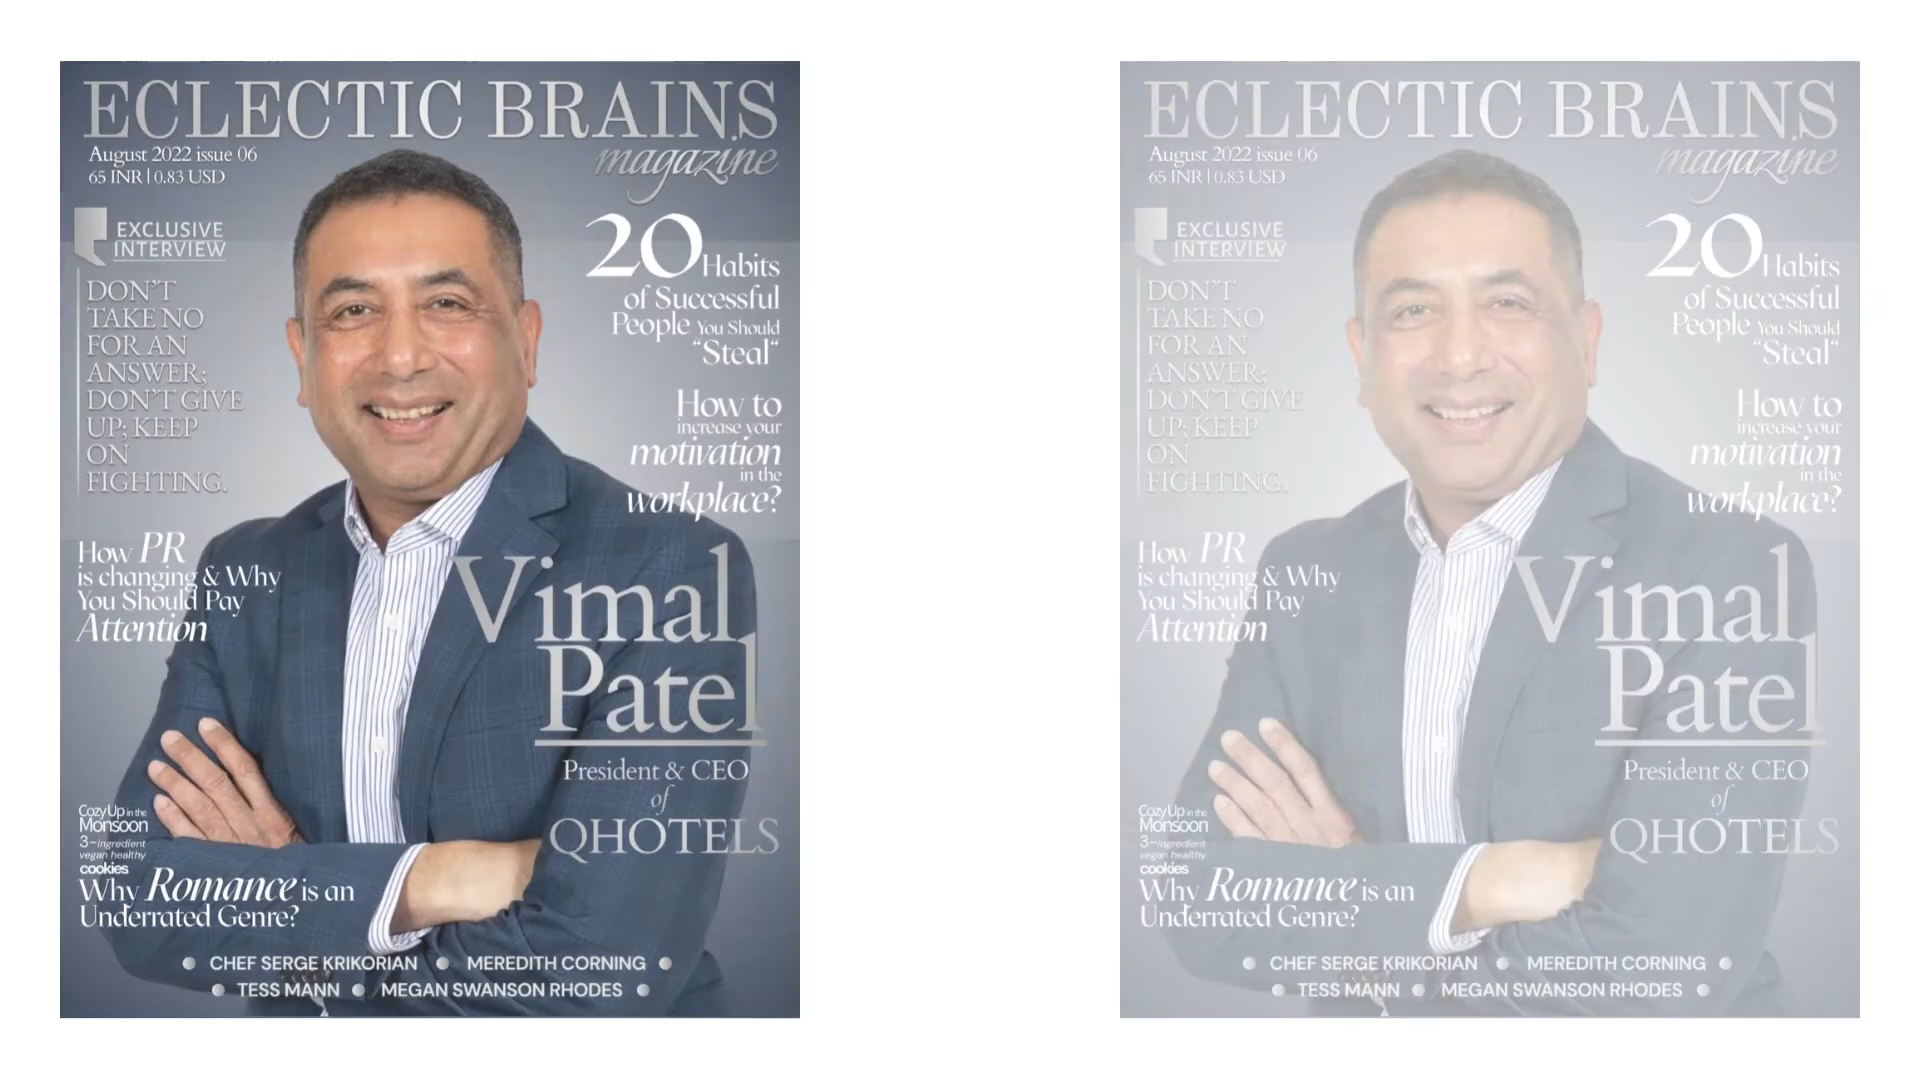 ECLECTIC BRAINS
magazine
August 2022 issue 06
65 INR | 0.83 USD
EXCLUSIVE
INTERVIEW
DON'T
TAKE NO
FOR AN
ANSWER;
DON'T GIVE
UP; KEEP
ON
FIGHTING.
20 Habits
of Successful
People You Should
"Steal"
How to
increase your
motivation
in the
workplace?
How PR
is changing & Why
You Should Pay
Attention
Vimal
Patel
President & CEO
of
QHOTELS
Cozy Up in the
Monsoon
3-ingredient
vegan healthy
cookies
Why Romance is an
Underrated Genre?
CHEF SERGE KRIKORIAN MEREDITH CORNING
TESS MANN MEGAN SWANSON RHODES
ECLECTIC BRAINS
magazine
August 2022 issue 06
65 INR | 0.83 USD
EXCLUSIVE
INTERVIEW
DON'T
TAKE NO
FOR AN
ANSWER;
DON'T GIVE
UP; KEEP
ON
FIGHTING.
20 Habits
of Successful
People You Should
"Steal"
How to
increase your
motivation
in the
workplace?
How PR
is changing & Why
You Should Pay
Attention
Vimal
Patel
President & CEO
of
QHOTELS
Cozy Up in the
Monsoon
3-ingredient
vegan healthy
cookies
Why Romance is an
Underrated Genre?
CHEF SERGE KRIKORIAN MEREDITH CORNING
TESS MANN MEGAN SWANSON RHODES